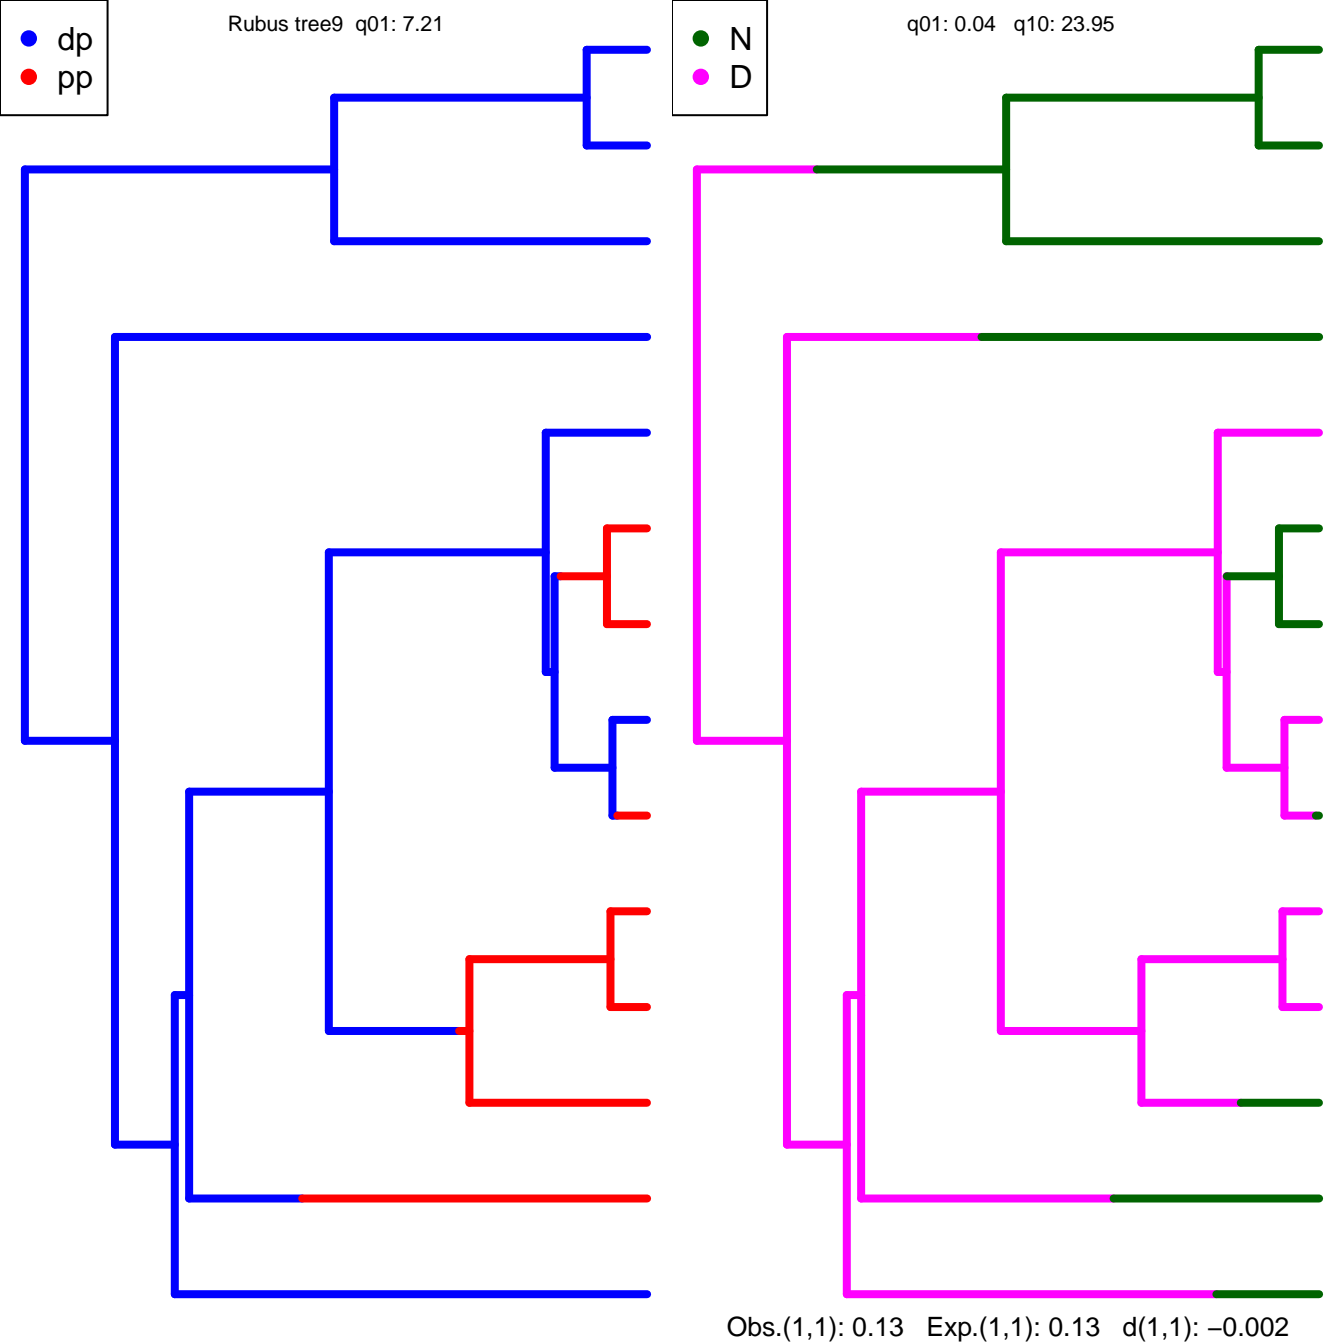 dp
pp
Rubus tree9 q01: 7.21
N
D
q01: 0.04 q10: 23.95
Obs.(1,1): 0.13 Exp.(1,1): 0.13 d(1,1): −0.002